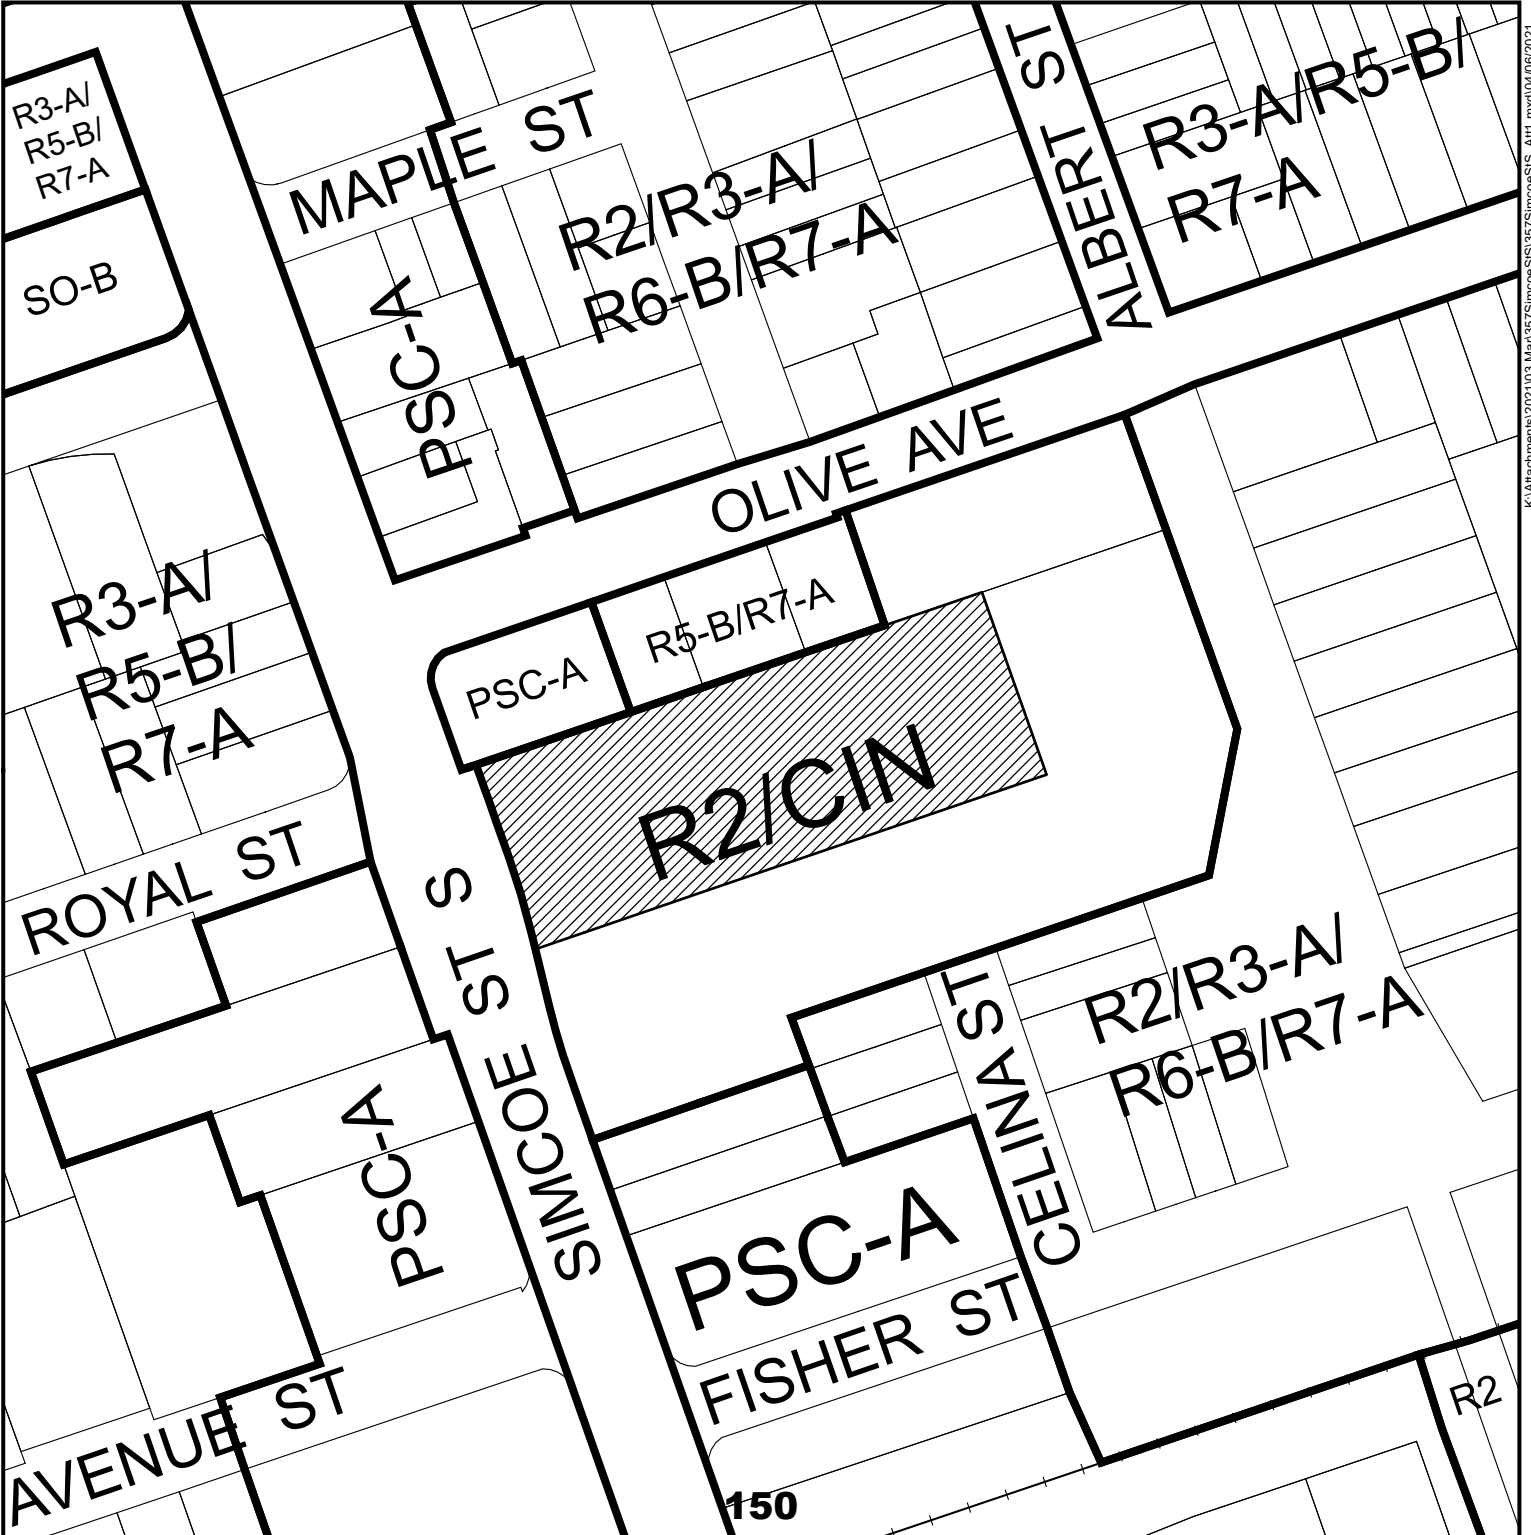 R3-A/
R5-B/
R7-A
SO-B
MAPLE ST
R2/R3-A/
R6-B/R7-A
ALBERT ST
R3-A/R5-B/
R7-A
PSC-A
OLIVE AVE
R3-A/
R5-B/
R7-A
PSC-A
R5-B/R7-A
R2/CIN
ROYAL ST
SIMCOE ST S
R2/R3-A/
R6-B/R7-A
CELINA ST
PSC-A
PSC-A
FISHER ST
AVENUE ST
R2
150